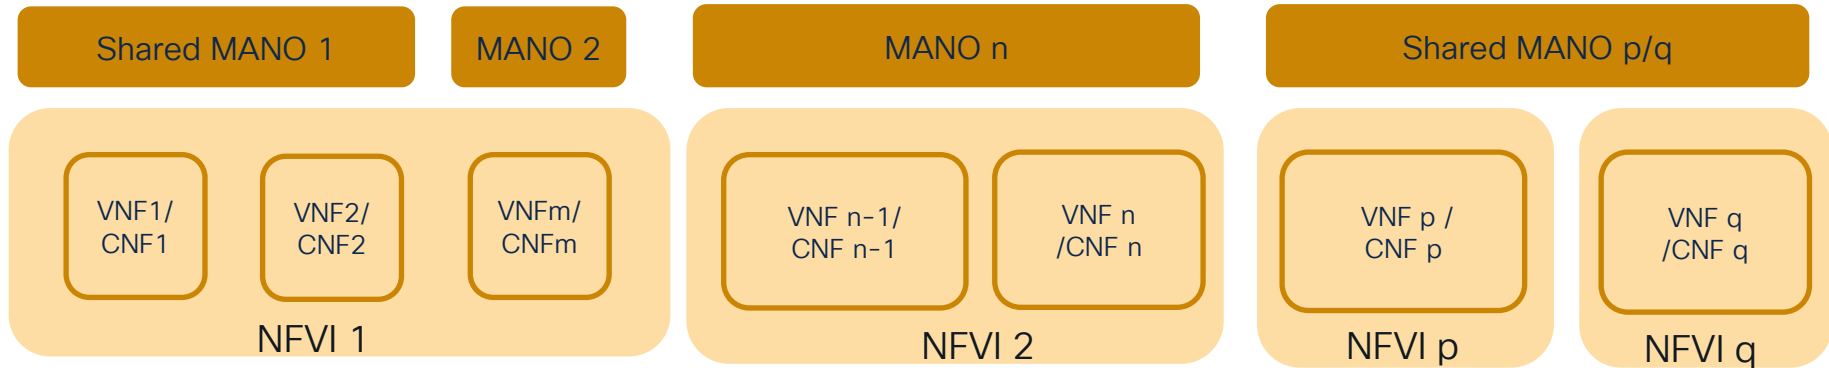 Shared MANO 1
MANO 2
MANO n
Shared MANO p/q
VNF1/
CNF1
VNF2/
CNF2
VNFm/
CNFm
NFVI 1
VNF n-1/
CNF n-1
VNF n
/CNF n
NFVI 2
VNF p /
CNF p
NFVI p
VNF q
/CNF q
NFVI q